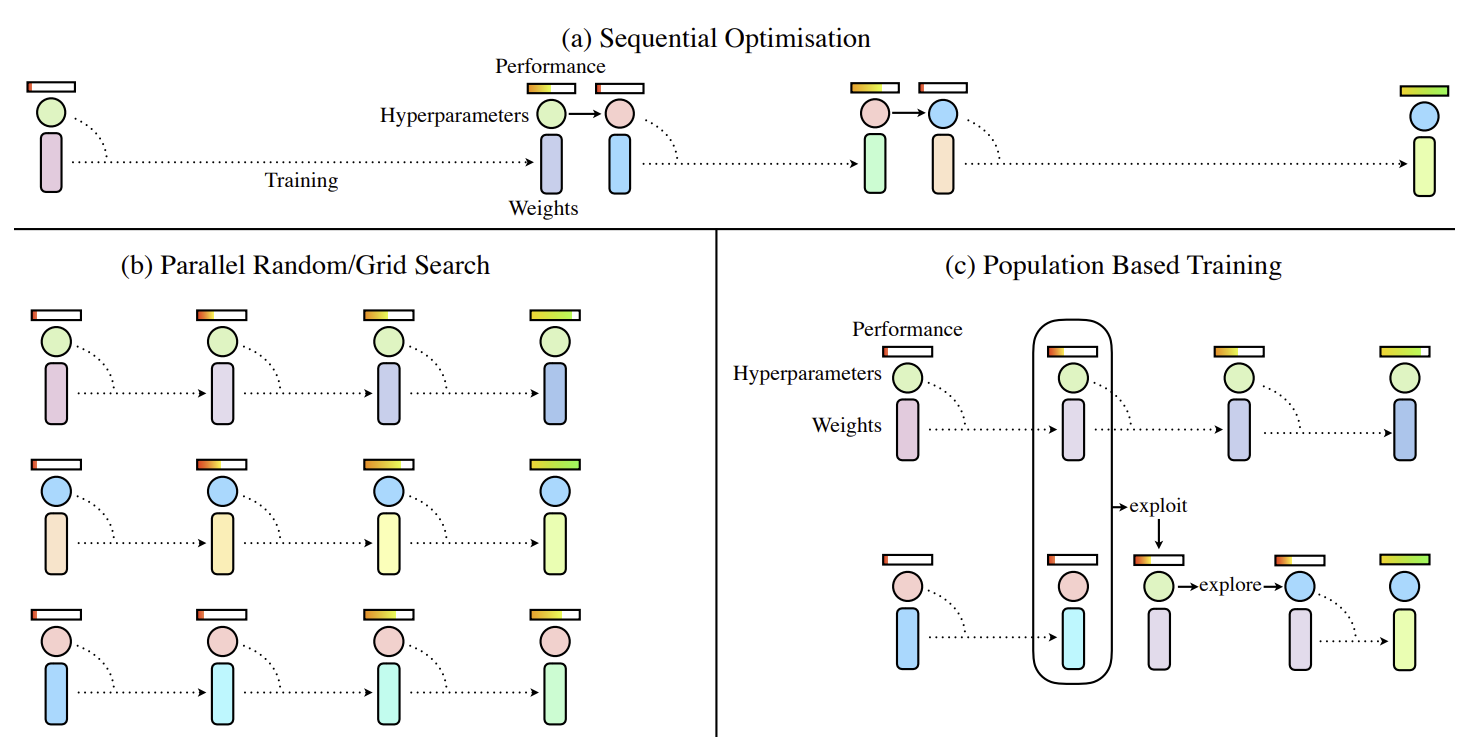 (a) Sequential Optimisation
Performance
Hyperparameters
Training
Weights
(b) Parallel Random/Grid Search
(c) Population Based Training
Performance
Hyperparameters
Weights
exploit
explore